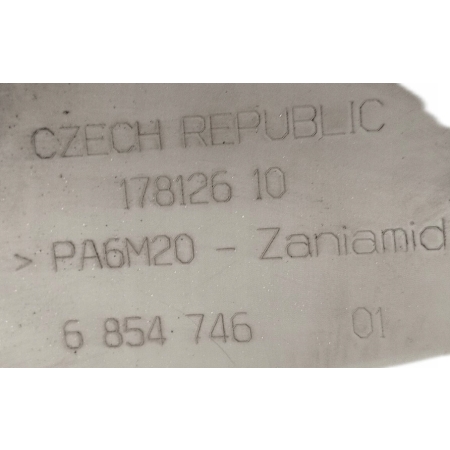 CZECH REPUBLIC
178126 10
> PA6M20 - Zaniamid
6 854 746 01